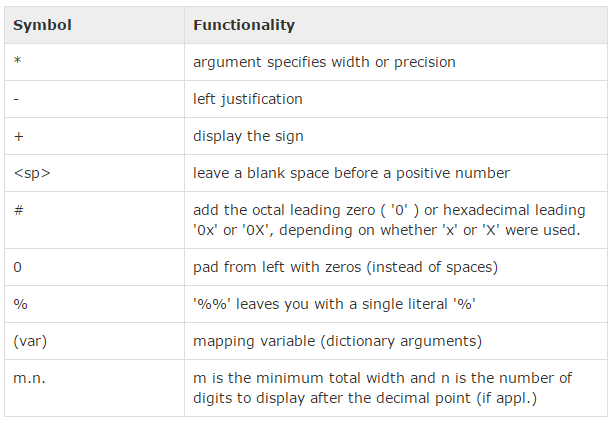 Symbol Functionality
* argument specifies width or precision
- left justification
+ display the sign
<sp> leave a blank space before a positive number
# add the octal leading zero ( '0' ) or hexadecimal leading
'0x' or '0X', depending on whether 'x' or 'X' were used.
0 pad from left with zeros (instead of spaces)
% '%%' leaves you with a single literal '%'
(var) mapping variable (dictionary arguments)
m.n. m is the minimum total width and n is the number of
digits to display after the decimal point (if appl.)